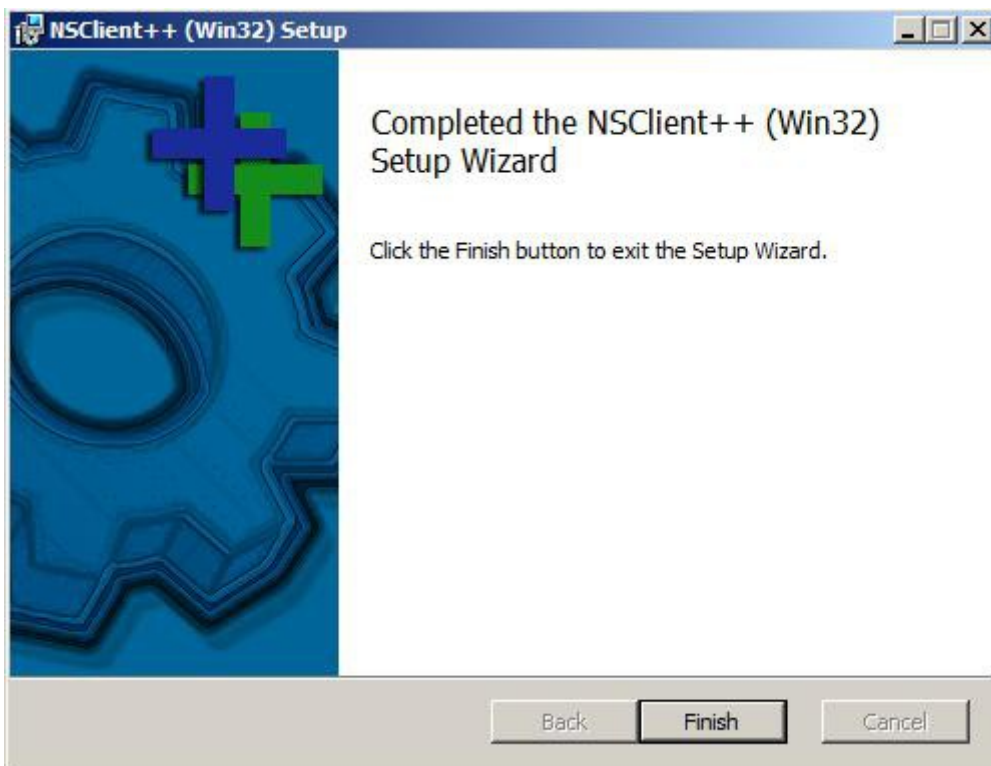 NSClient++ (Win32) Setup
Completed the NSClient++ (Win32)
Setup Wizard
Click the Finish button to exit the Setup Wizard.
Back Finish Cancel